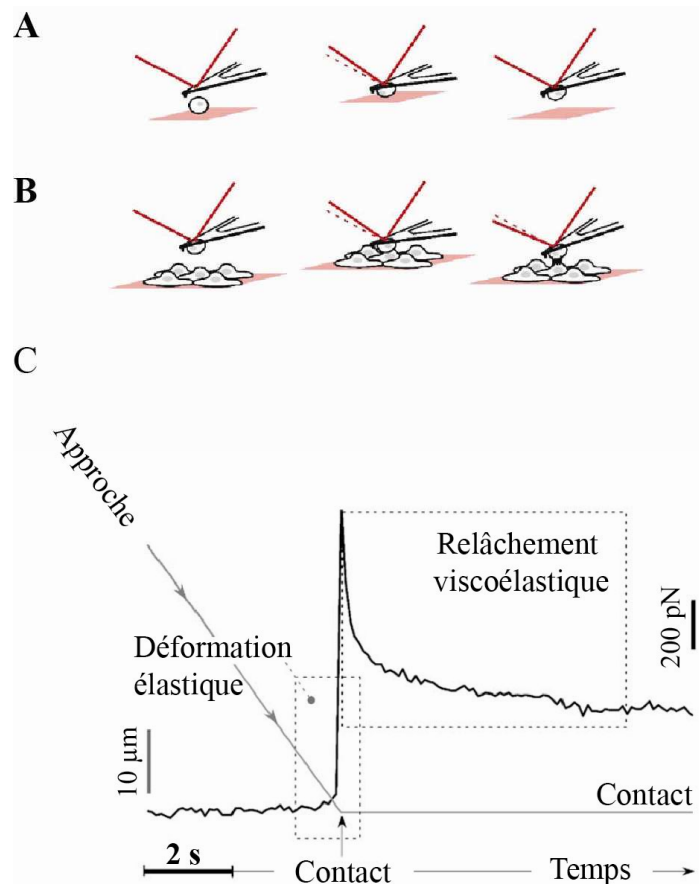 A
B
C
Approche
Relâchement
viscoélastique
200 pN
Déformation
élastique
10 μm
Contact
2 s
Contact
Temps